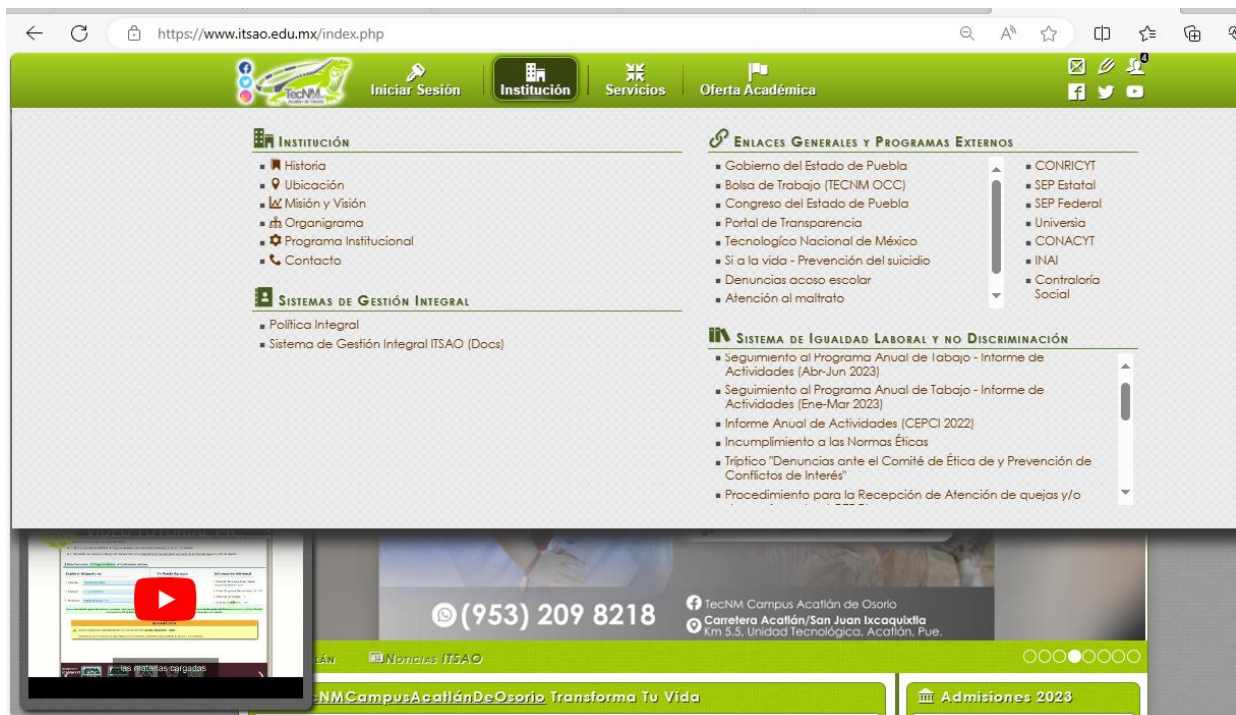 https://www.itsao.edu.mx/index.php
TecNM
Iniciar Sesión
Institución
Servicios
Oferta Académica
4
Institución
Historia
Ubicación
Misión y Visión
Organigrama
Programa Institucional
Contacto
Sistemas de Gestión Integral
Política Integral
Sistema de Gestión Integral ITSAO (Docs)
Enlaces Generales y Programas Externos
Gobierno del Estado de Puebla
Bolsa de Trabajo (TECNM OCC)
Congreso del Estado de Puebla
Portal de Transparencia
Tecnologíco Nacional de México
Si a la vida - Prevención del suicidio
Denuncias acoso escolar
Atención al maltrato
CONRICYT
SEP Estatal
SEP Federal
Universia
CONACYT
INAI
Contraloría
Social
Sistema de Igualdad Laboral y no Discriminación
Seguimiento al Programa Anual de Tabajo - Informe de
Actividades (Abr-Jun 2023)
Seguimiento al Programa Anual de Tabajo - Informe de
Actividades (Ene-Mar 2023)
Informe Anual de Actividades (CEPCI 2022)
Incumplimiento a las Normas Éticas
Tríptico "Denuncias ante el Comité de Ética de y Prevención de
Conflictos de Interés"
Procedimiento para la Recepción de Atención de quejas y/o
las materias cargadas
(953) 209 8218
TecNM Campus Acatlán de Osorio
Carretera Acatlán/San Juan Ixcaquixtla
Km 5.5, Unidad Tecnológica. Acatlán, Pue.
Noticias ITSAO
NMCampusAcatlánDeOsorio Transforma Tu Vida
Admisiones 2023